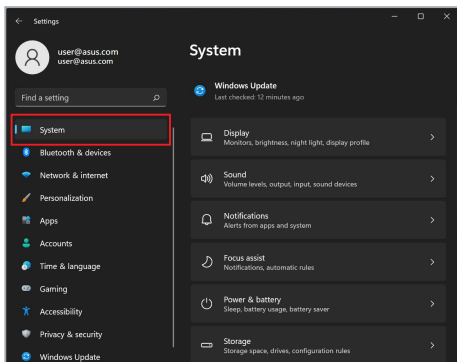 Settings
user@asus.com
user@asus.com
Find a setting
System
Bluetooth & devices
Network & internet
Personalization
Apps
Accounts
Time & language
Gaming
Accessibility
Privacy & security
Windows Update
System
Windows Update
Last checked: 12 minutes ago
Display
Monitors, brightness, night light, display profile
Sound
Volume levels, output, input, sound devices
Notifications
Alerts from apps and system
Focus assist
Notifications, automatic rules
Power & battery
Sleep, battery usage, battery saver
Storage
Storage space, drives, configuration rules